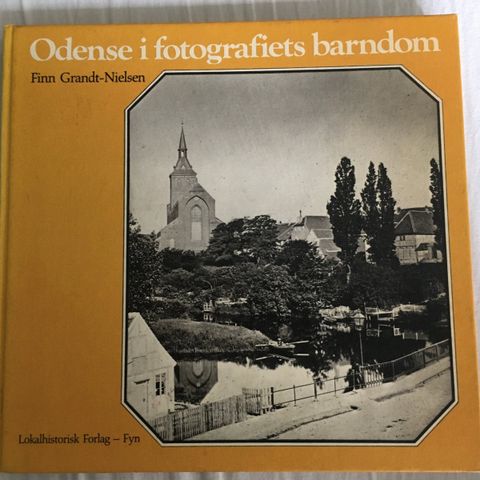 Odense i fotografiets barndom
Finn Grandt-Nielsen
Lokalhistorisk Forlag – Fyn